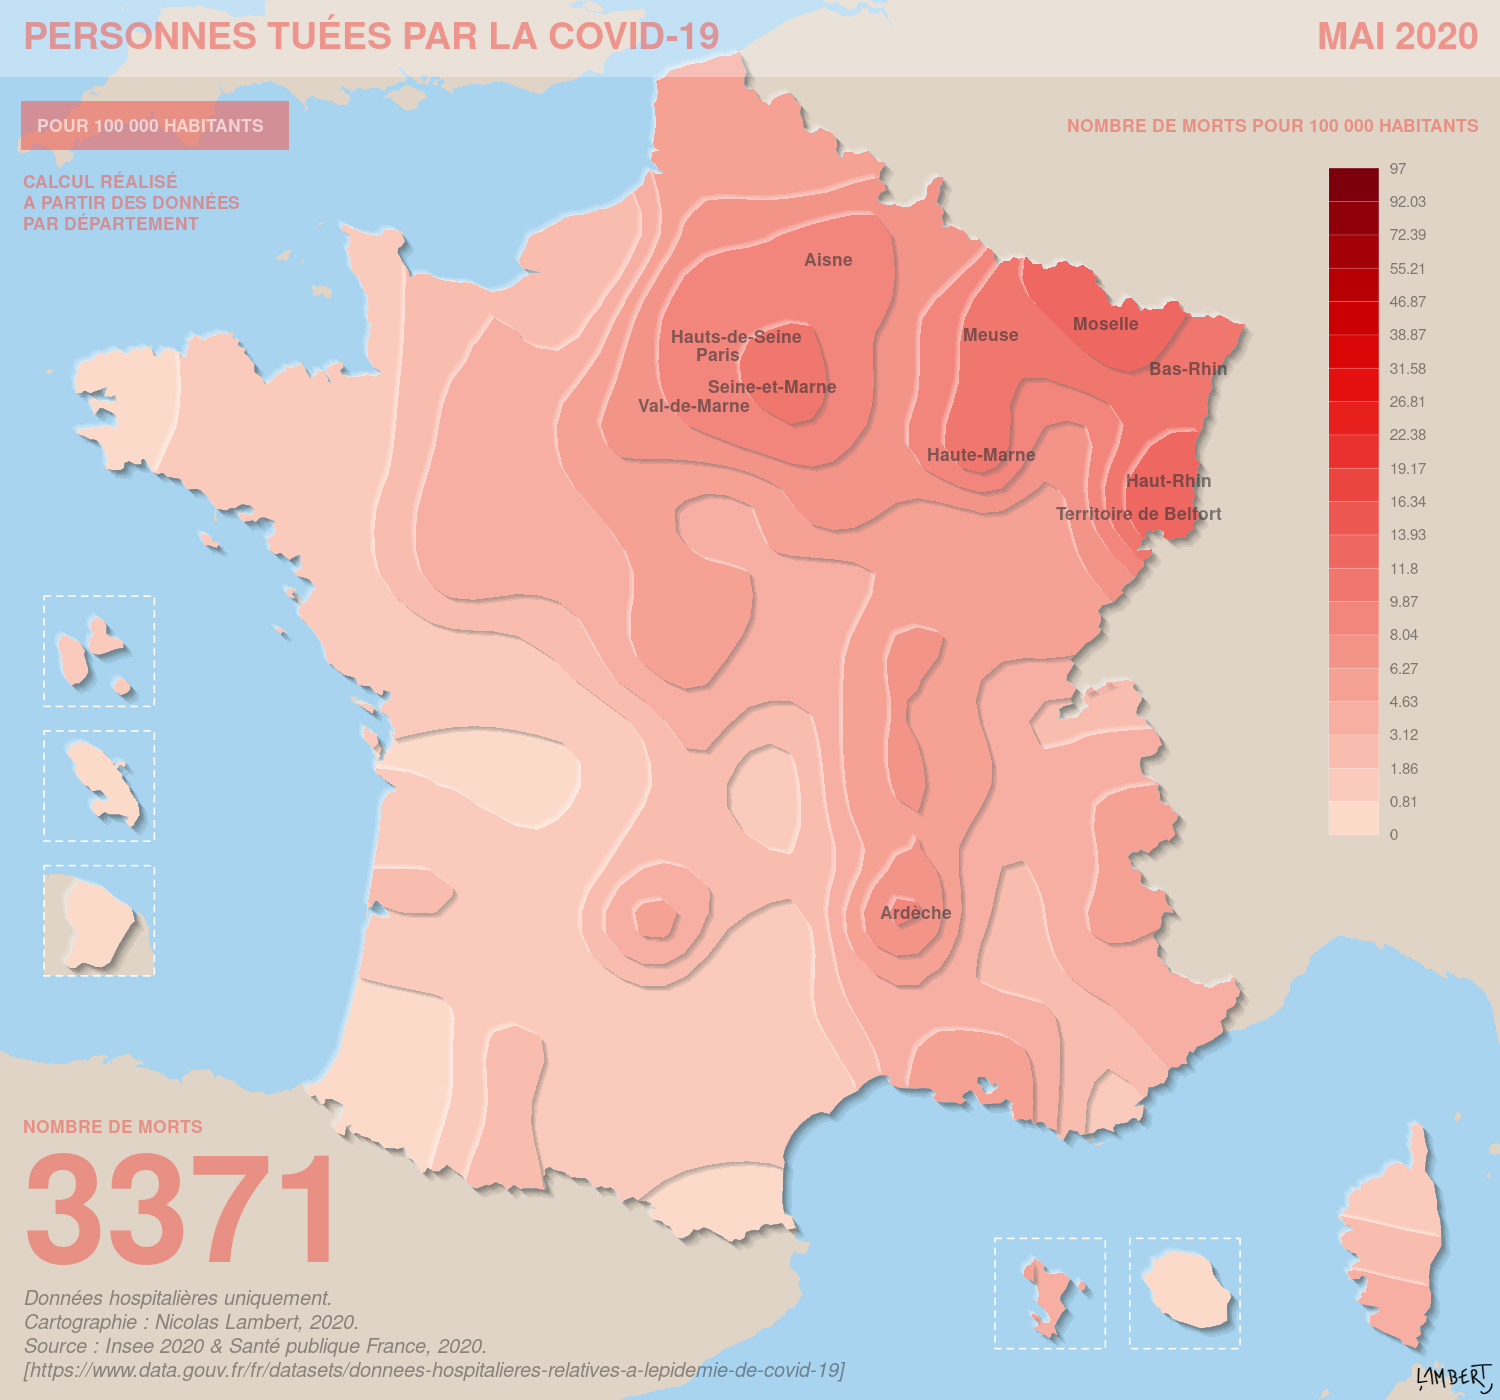 PERSONNES TUÉES PAR LA COVID-19
MAI 2020
POUR 100 000 HABITANTS
NOMBRE DE MORTS POUR 100 000 HABITANTS
CALCUL RÉALISÉ
A PARTIR DES DONNÉES
PAR DÉPARTEMENT
97
92.03
72.39
55.21
46.87
38.87
31.58
26.81
22.38
19.17
16.34
13.93
11.8
9.87
8.04
6.27
4.63
3.12
1.86
0.81
0
Aisne
Hauts-de-Seine
Paris
Seine-et-Marne
Val-de-Marne
Meuse
Moselle
Bas-Rhin
Haute-Marne
Haut-Rhin
Territoire de Belfort
Ardèche
NOMBRE DE MORTS
3371
Données hospitalières uniquement.
Cartographie : Nicolas Lambert, 2020.
Source : Insee 2020 & Santé publique France, 2020.
[https://www.data.gouv.fr/fr/datasets/donnees-hospitalieres-relatives-a-lepidemie-de-covid-19]
LAMBERT